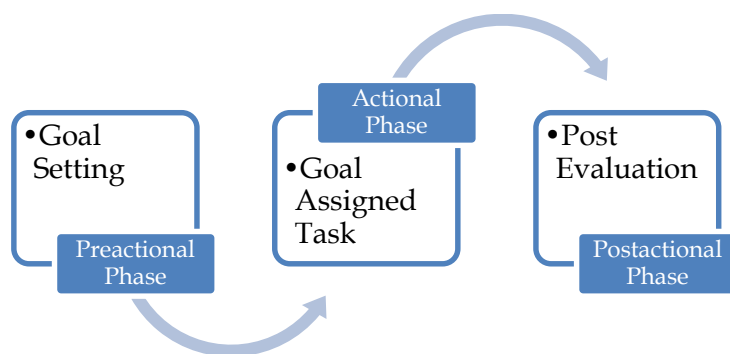 •Goal
Setting
Preactional
Phase
Actional
Phase
•Goal
Assigned
Task
•Post
Evaluation
Postactional
Phase